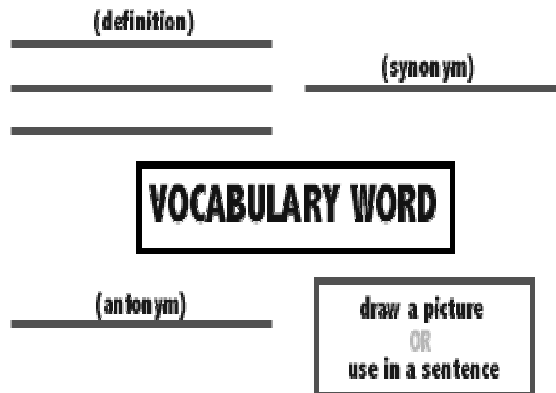 (definition)
(synonym)
VOCABULARY WORD
(antonym)
draw a picture
OR
use in a sentence